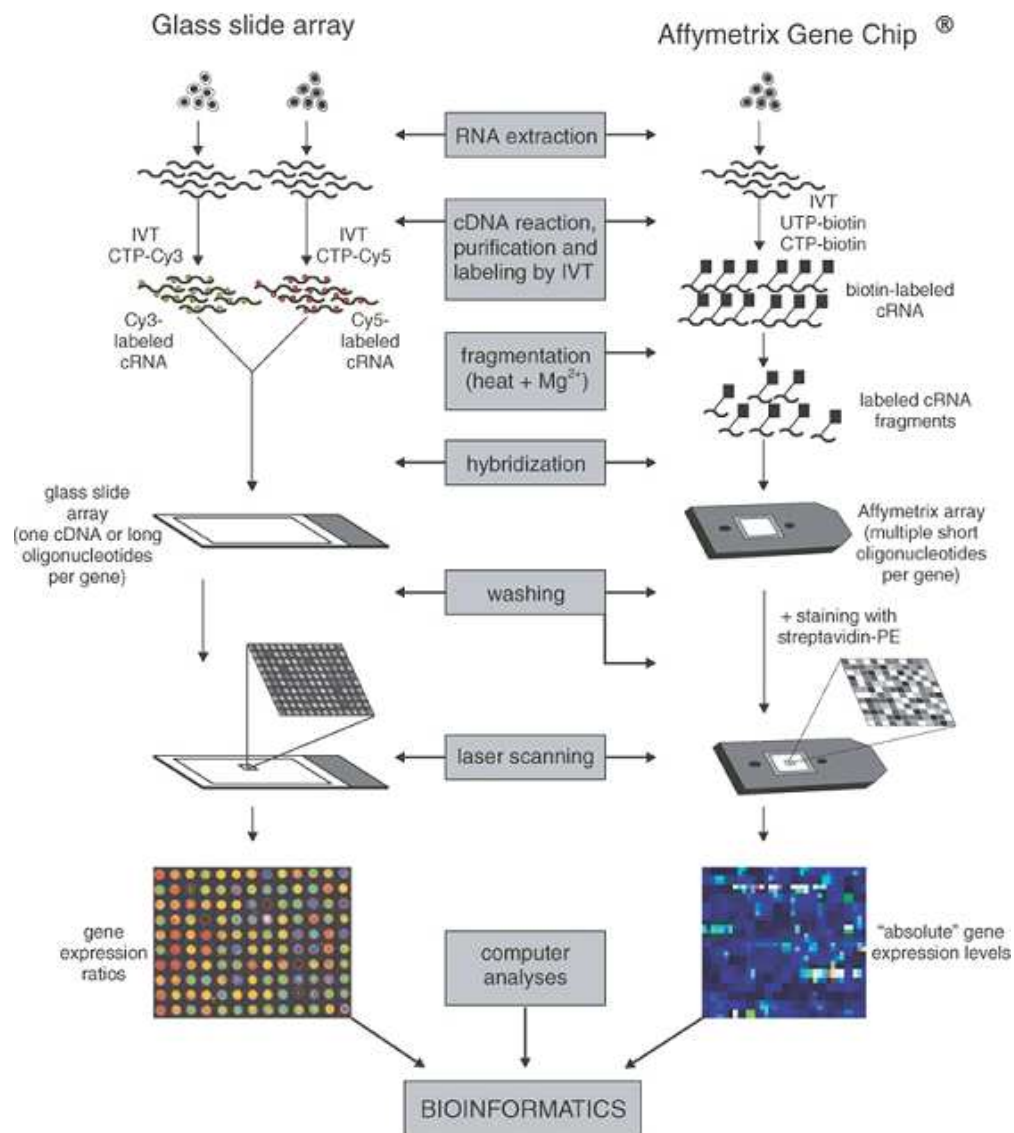 Glass slide array
Affymetrix Gene Chip ®
RNA extraction
IVT
CTP-Cy3
IVT
CTP-Cy5
cDNA reaction,
purification and
labeling by IVT
IVT
UTP-biotin
CTP-biotin
Cy3-
labeled
cRNA
Cy5-
labeled
cRNA
biotin-labeled
cRNA
fragmentation
(heat + Mg²⁺)
labeled cRNA
fragments
hybridization
glass slide
array
(one cDNA or long
oligonucleotides
per gene)
Affymetrix array
(multiple short
oligonucleotides
per gene)
washing
+ staining with
streptavidin-PE
laser scanning
gene
expression
ratios
computer
analyses
"absolute" gene
expression levels
BIOINFORMATICS